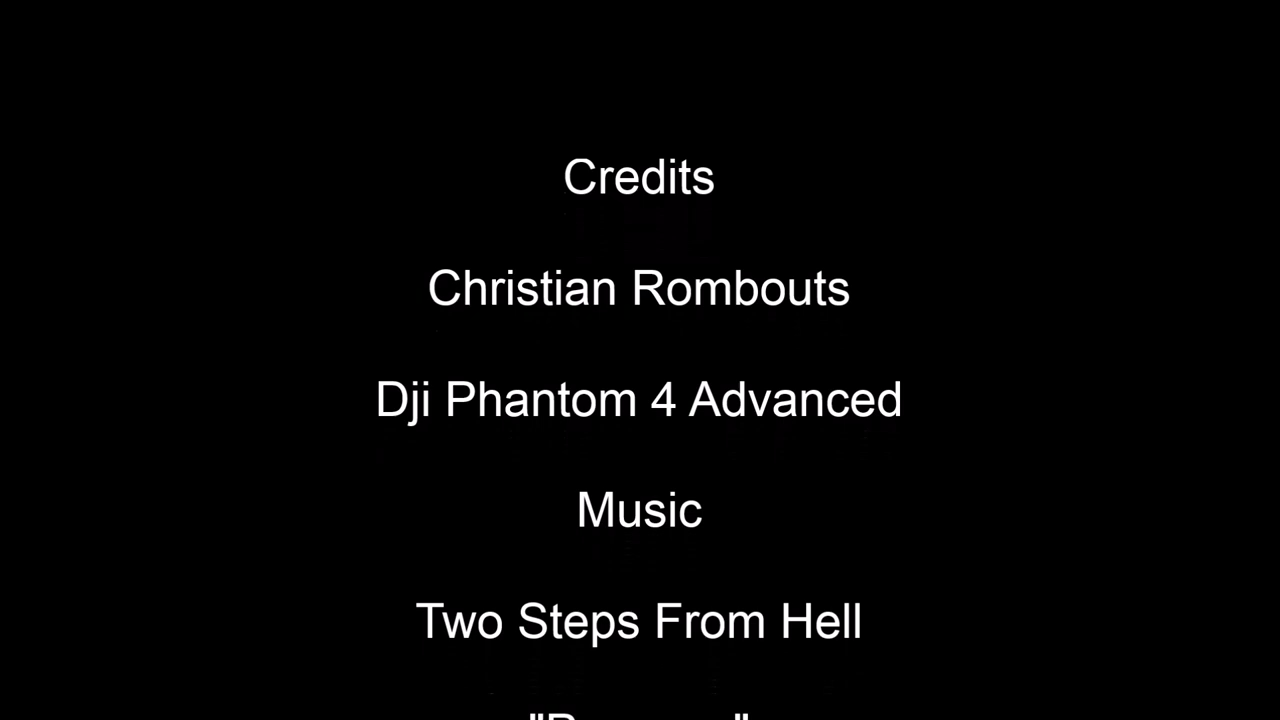 Credits
Christian Rombouts
Dji Phantom 4 Advanced
Music
Two Steps From Hell